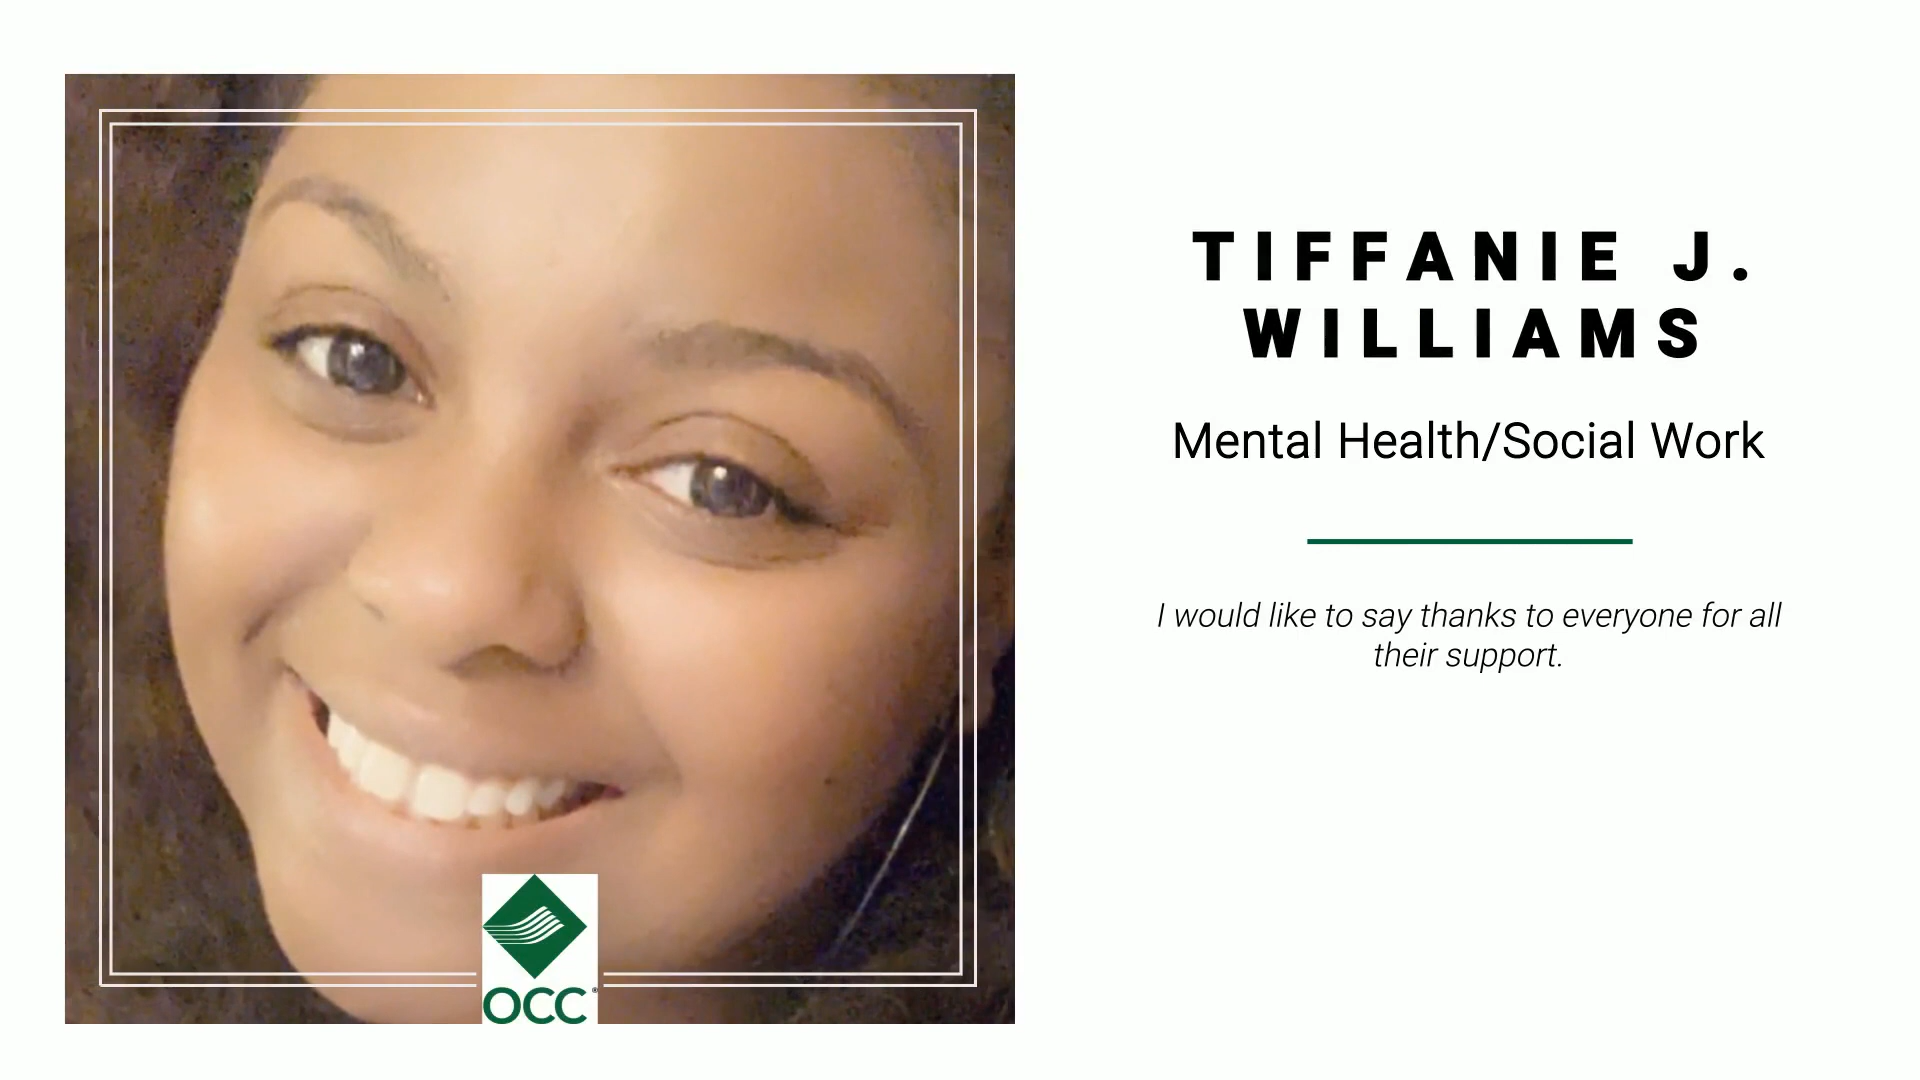 TIFFANIE J.
WILLIAMS
Mental Health/Social Work
I would like to say thanks to everyone for all
their support.
OCC®